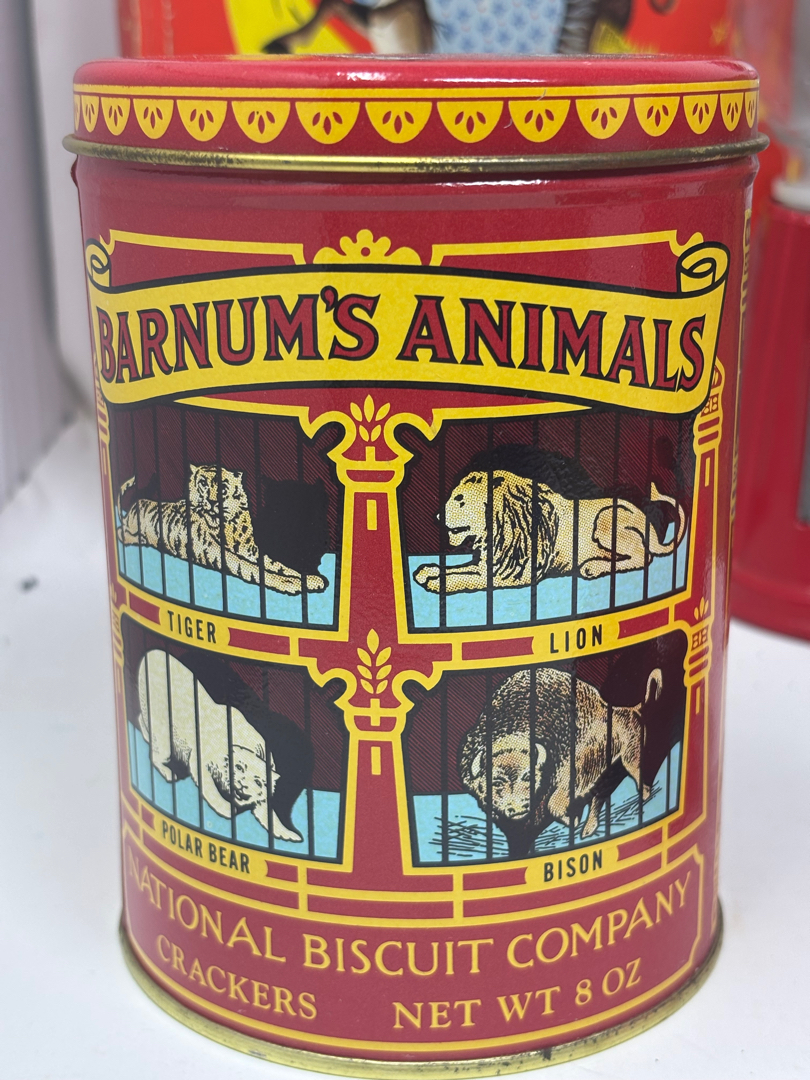 BARNUM'S ANIMALS
TIGER
LION
POLAR BEAR
BISON
NATIONAL BISCUIT COMPANY
CRACKERS NET WT 8 OZ